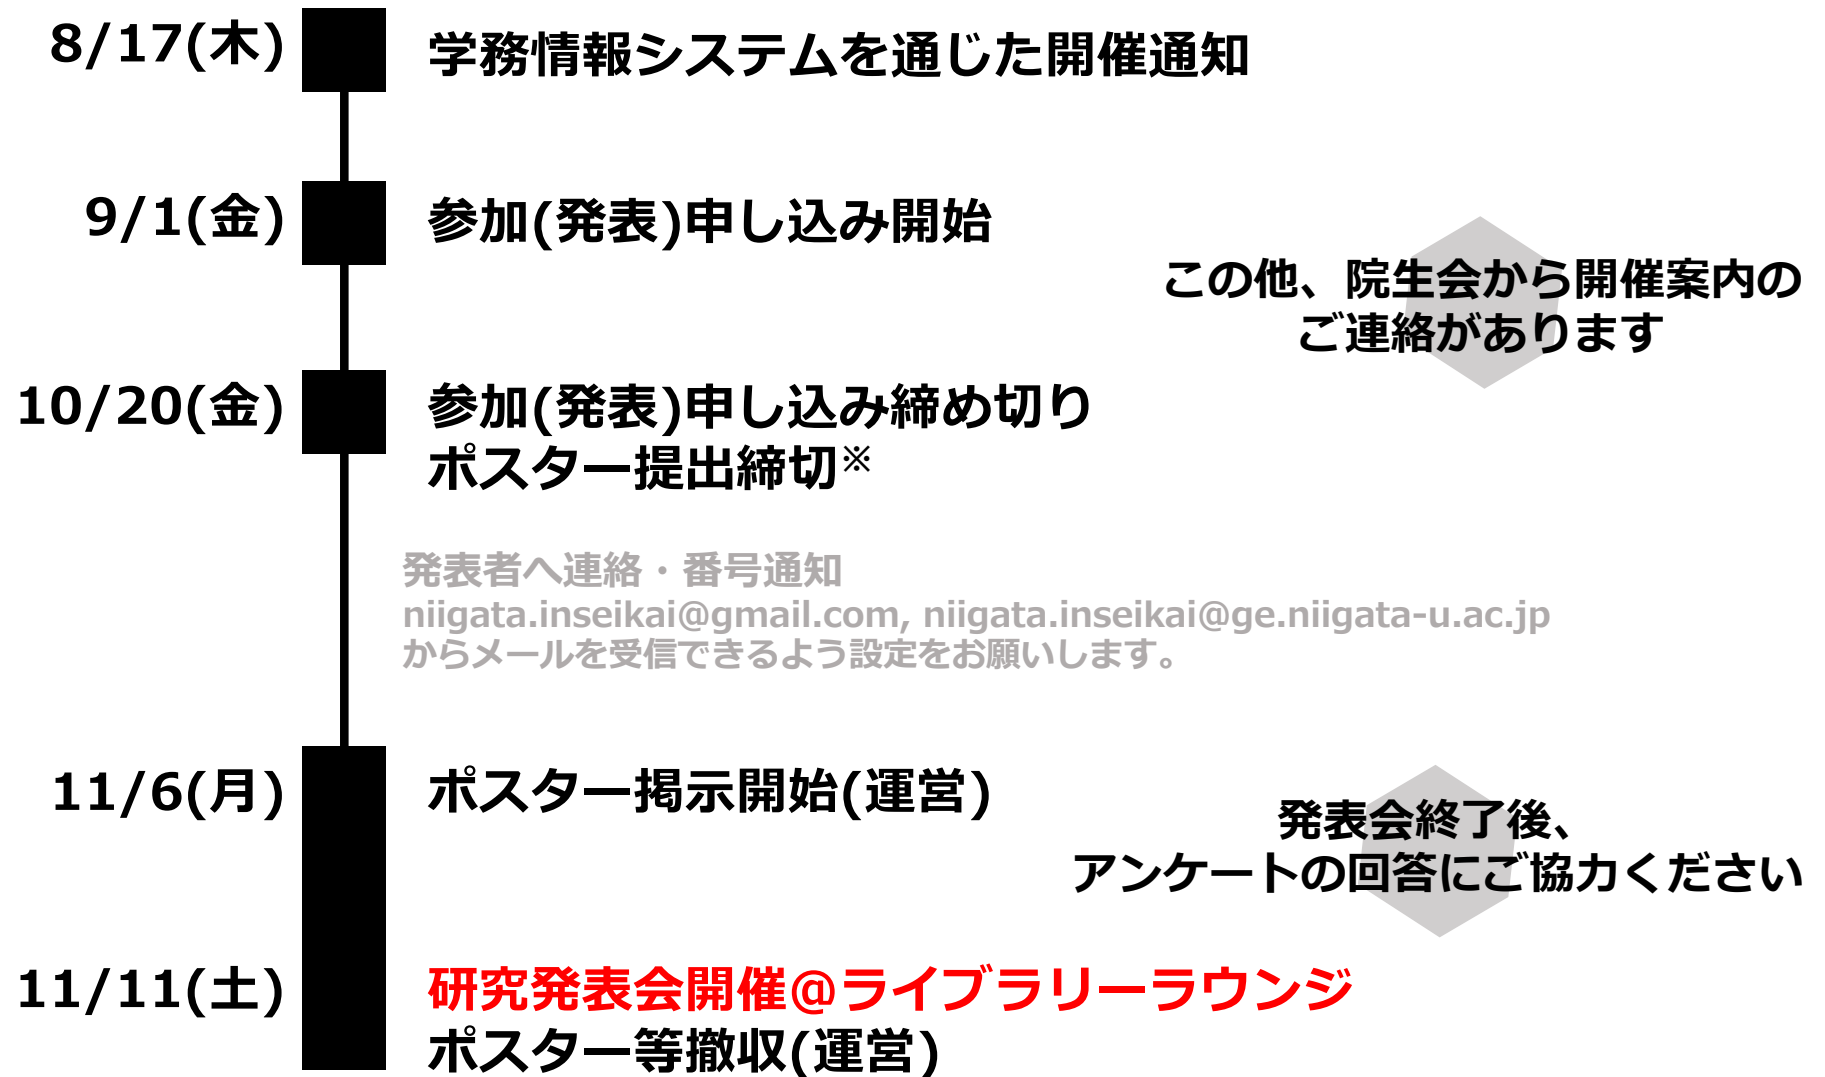 8/17(木)
学務情報システムを通じた開催通知
9/1(金)
参加(発表)申し込み開始
この他、院生会から開催案内の
ご連絡があります
10/20(金)
参加(発表)申し込み締め切り
ポスター提出締切※
発表者へ連絡・番号通知
niigata.inseikai@gmail.com, niigata.inseikai@ge.niigata-u.ac.jp
からメールを受信できるよう設定をお願いします。
11/6(月)
ポスター掲示開始(運営)
発表会終了後、
アンケートの回答にご協力ください
11/11(土)
研究発表会開催@ライブラリーラウンジ
ポスター等撤収(運営)